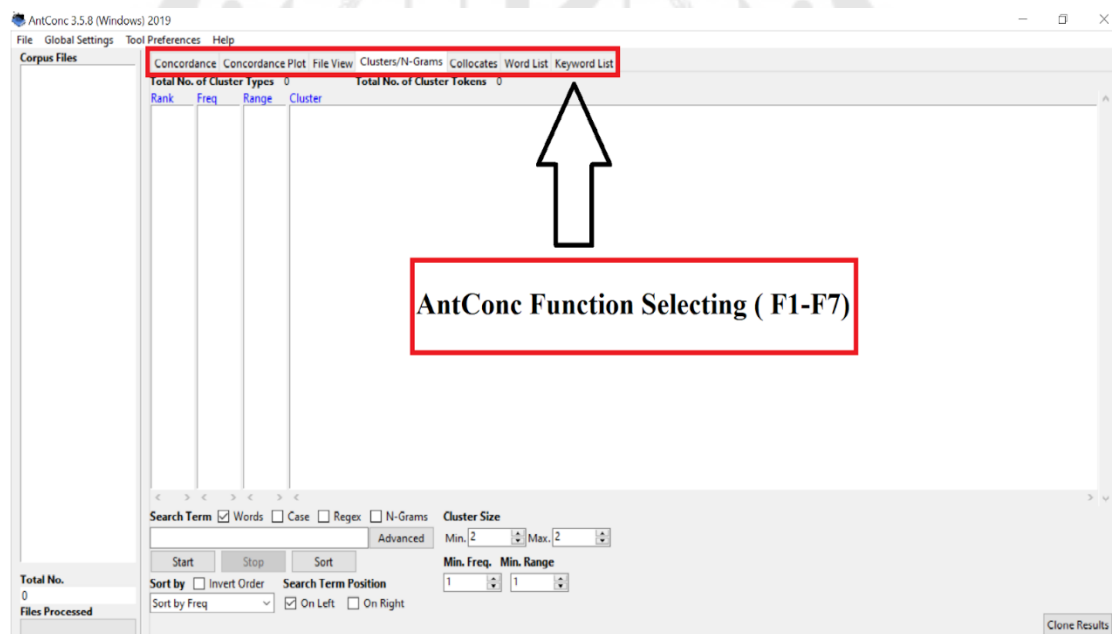 AntConc 3.5.8 (Windows) 2019
File Global Settings Tool Preferences Help
Corpus Files
Concordance Concordance Plot File View Clusters/N-Grams Collocates Word List Keyword List
Total No. of Cluster Types 0 Total No. of Cluster Tokens 0
Rank Freq Range Cluster
AntConc Function Selecting ( F1-F7)
Search Term Words Case Regex N-Grams Cluster Size
Advanced Min. 2 Max. 2
Start Stop Sort Min. Freq. Min. Range
Total No.
0
Sort by Invert Order Search Term Position 1 1
Sort by Freq On Left On Right
Files Processed
Clone Results